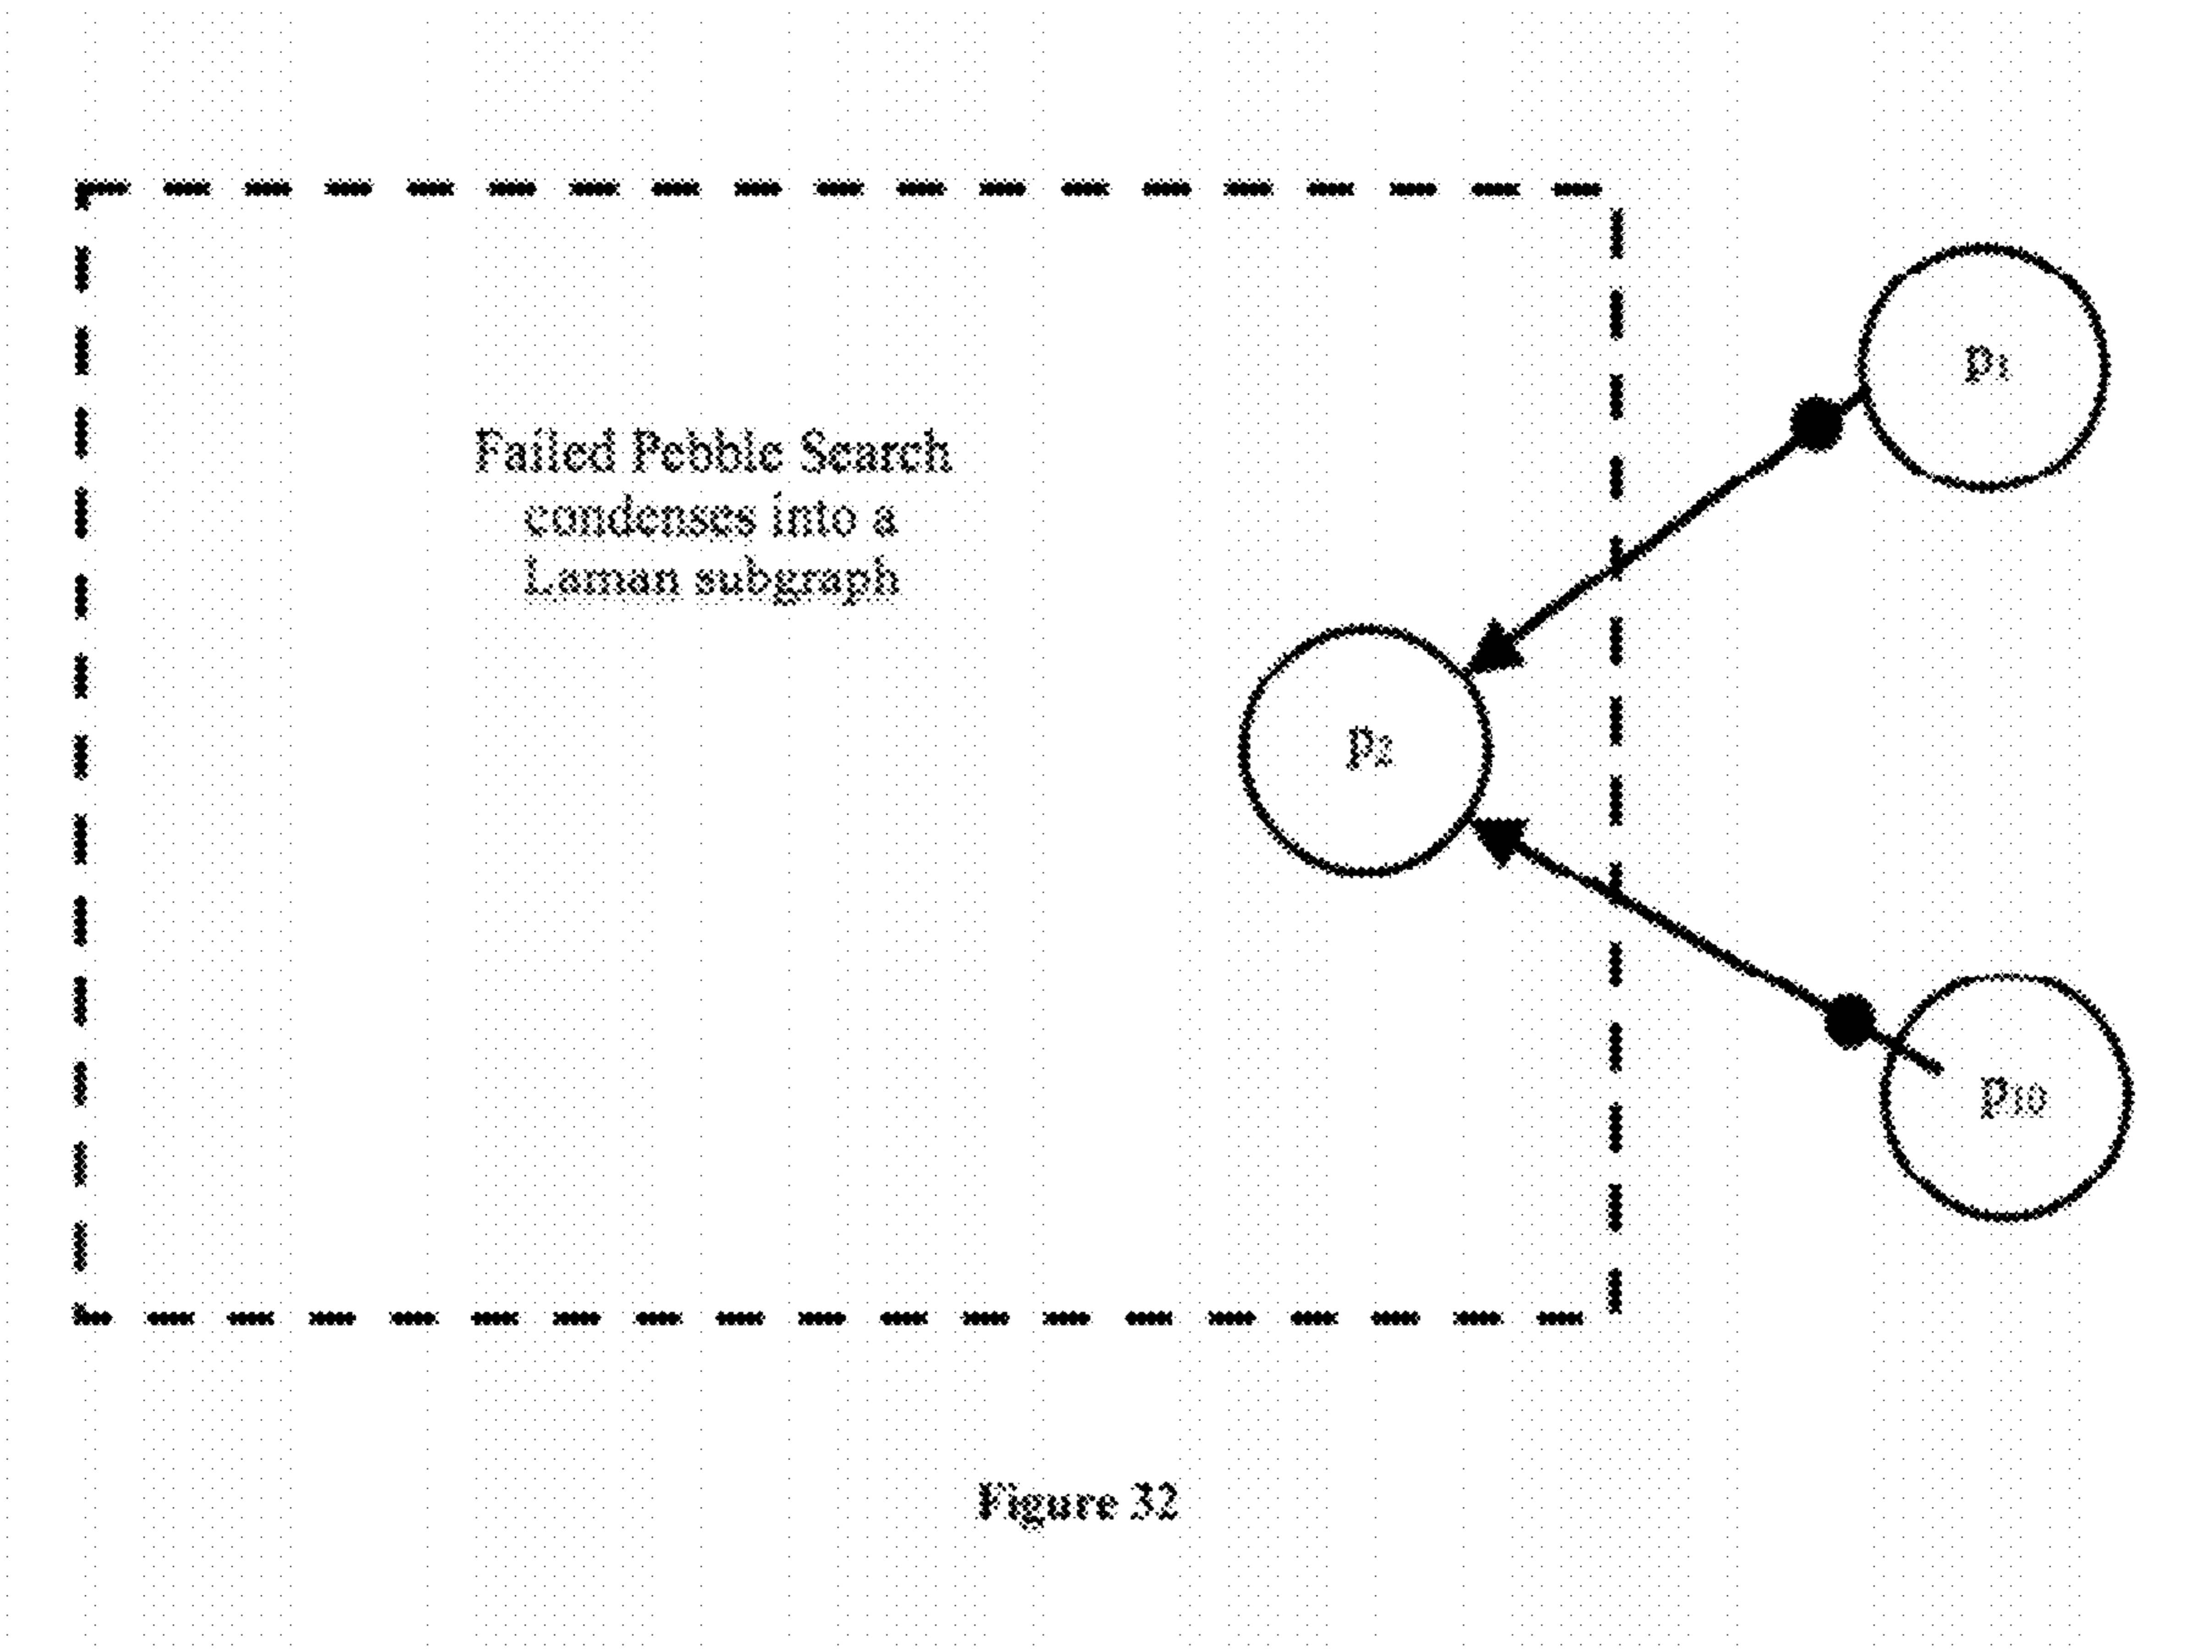 Failed Pebble Search
condenses into a
Laman subgraph
p₁
p₂
p₁₀
Figure 32